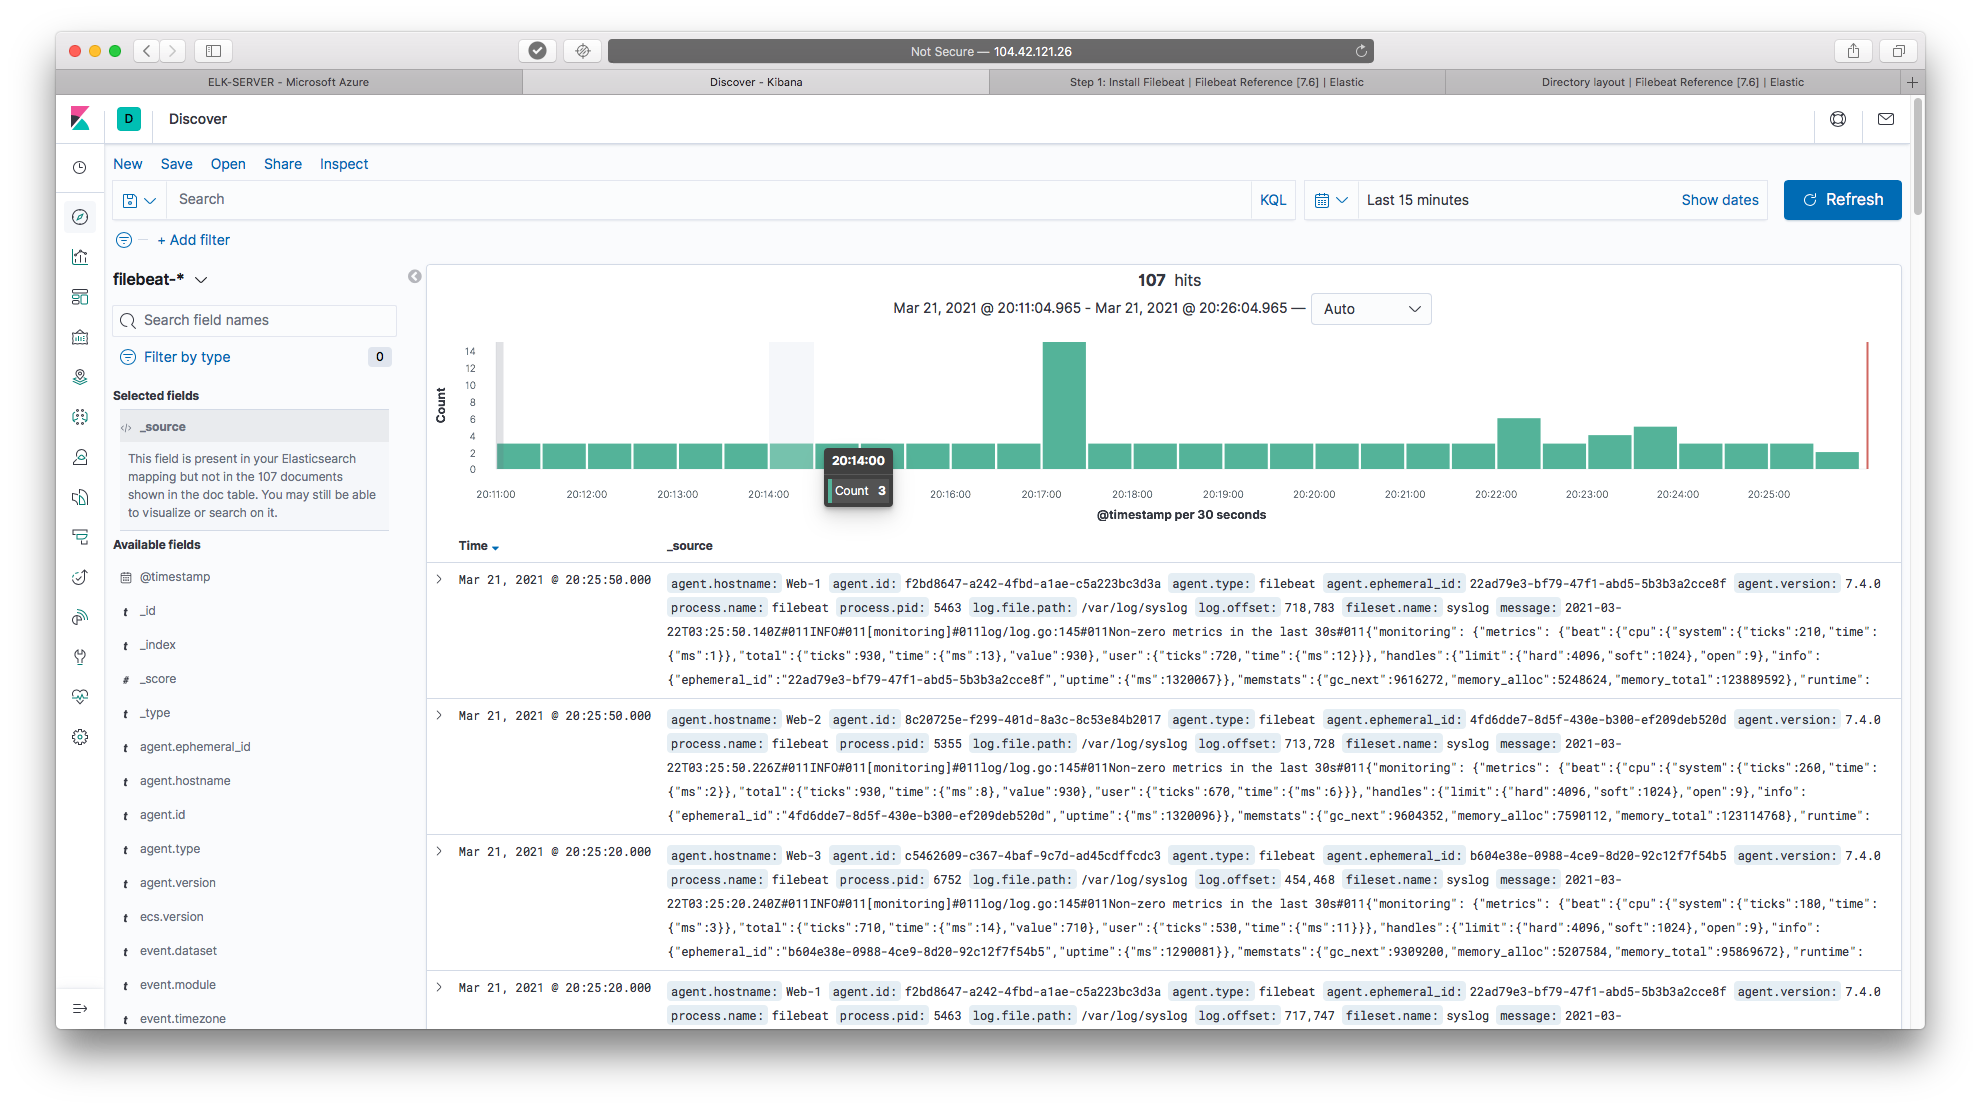 Not Secure — 104.42.121.26
ELK-SERVER - Microsoft Azure
Discover - Kibana
Step 1: Install Filebeat | Filebeat Reference [7.6] | Elastic
Directory layout | Filebeat Reference [7.6] | Elastic
D
Discover
New Save Open Share Inspect
Search
KQL
Last 15 minutes
Show dates
Refresh
+ Add filter
filebeat-*
Search field names
Filter by type
0
Selected fields
_source
This field is present in your Elasticsearch
mapping but not in the 107 documents
shown in the doc table. You may still be able
to visualize or search on it.
Available fields
@timestamp
t _id
t _index
# _score
t _type
t agent.ephemeral_id
t agent.hostname
t agent.id
t agent.type
t agent.version
t ecs.version
t event.dataset
t event.module
t event.timezone
107 hits
Mar 21, 2021 @ 20:11:04.965 - Mar 21, 2021 @ 20:26:04.965 —
Auto
Count
14
12
10
8
6
4
2
0
20:14:00
Count 3
20:11:00 20:12:00 20:13:00 20:14:00 20:16:00 20:17:00 20:18:00 20:19:00 20:20:00 20:21:00 20:22:00 20:23:00 20:24:00 20:25:00
@timestamp per 30 seconds
Time _source
Mar 21, 2021 @ 20:25:50.000 agent.hostname: Web-1 agent.id: f2bd8647-a242-4fbd-a1ae-c5a223bc3d3a agent.type: filebeat agent.ephemeral_id: 22ad79e3-bf79-47f1-abd5-5b3b3a2cce8f agent.version: 7.4.0
process.name: filebeat process.pid: 5463 log.file.path: /var/log/syslog log.offset: 718,783 fileset.name: syslog message: 2021-03-
22T03:25:50.140Z#011INFO#011[monitoring]#011log/log.go:145#011Non-zero metrics in the last 30s#011{"monitoring": {"metrics": {"beat":{"cpu":{"system":{"ticks":210,"time":
{"ms":1}},"total":{"ticks":930,"time":{"ms":13},"value":930},"user":{"ticks":720,"time":{"ms":12}}},"handles":{"limit":{"hard":4096,"soft":1024},"open":9},"info":
{"ephemeral_id":"22ad79e3-bf79-47f1-abd5-5b3b3a2cce8f","uptime":{"ms":1320067}},"memstats":{"gc_next":9616272,"memory_alloc":5248624,"memory_total":123889592},"runtime":
Mar 21, 2021 @ 20:25:50.000 agent.hostname: Web-2 agent.id: 8c20725e-f299-401d-8a3c-8c53e84b2017 agent.type: filebeat agent.ephemeral_id: 4fd6dde7-8d5f-430e-b300-ef209deb520d agent.version: 7.4.0
process.name: filebeat process.pid: 5355 log.file.path: /var/log/syslog log.offset: 713,728 fileset.name: syslog message: 2021-03-
22T03:25:50.226Z#011INFO#011[monitoring]#011log/log.go:145#011Non-zero metrics in the last 30s#011{"monitoring": {"metrics": {"beat":{"cpu":{"system":{"ticks":260,"time":
{"ms":2}},"total":{"ticks":930,"time":{"ms":8},"value":930},"user":{"ticks":670,"time":{"ms":6}}},"handles":{"limit":{"hard":4096,"soft":1024},"open":9},"info":
{"ephemeral_id":"4fd6dde7-8d5f-430e-b300-ef209deb520d","uptime":{"ms":1320096}},"memstats":{"gc_next":9604352,"memory_alloc":7590112,"memory_total":123114768},"runtime":
Mar 21, 2021 @ 20:25:20.000 agent.hostname: Web-3 agent.id: c5462609-c367-4baf-9c7d-ad45cdffcdc3 agent.type: filebeat agent.ephemeral_id: b604e38e-0988-4ce9-8d20-92c12f7f54b5 agent.version: 7.4.0
process.name: filebeat process.pid: 6752 log.file.path: /var/log/syslog log.offset: 454,468 fileset.name: syslog message: 2021-03-
22T03:25:20.240Z#011INFO#011[monitoring]#011log/log.go:145#011Non-zero metrics in the last 30s#011{"monitoring": {"metrics": {"beat":{"cpu":{"system":{"ticks":180,"time":
{"ms":3}},"total":{"ticks":710,"time":{"ms":14},"value":710},"user":{"ticks":530,"time":{"ms":11}}},"handles":{"limit":{"hard":4096,"soft":1024},"open":9},"info":
{"ephemeral_id":"b604e38e-0988-4ce9-8d20-92c12f7f54b5","uptime":{"ms":1290081}},"memstats":{"gc_next":9309200,"memory_alloc":5207584,"memory_total":95869672},"runtime":
Mar 21, 2021 @ 20:25:20.000 agent.hostname: Web-1 agent.id: f2bd8647-a242-4fbd-a1ae-c5a223bc3d3a agent.type: filebeat agent.ephemeral_id: 22ad79e3-bf79-47f1-abd5-5b3b3a2cce8f agent.version: 7.4.0
process.name: filebeat process.pid: 5463 log.file.path: /var/log/syslog log.offset: 717,747 fileset.name: syslog message: 2021-03-